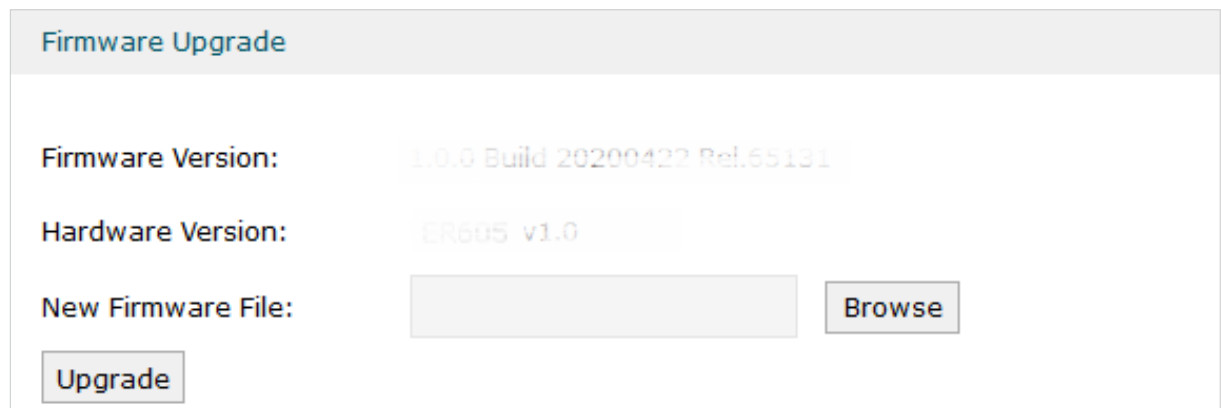 Firmware Upgrade
Firmware Version: 1.0.0 Build 20200422 Rel.65131
Hardware Version: ER605 v1.0
New Firmware File: Browse
Upgrade